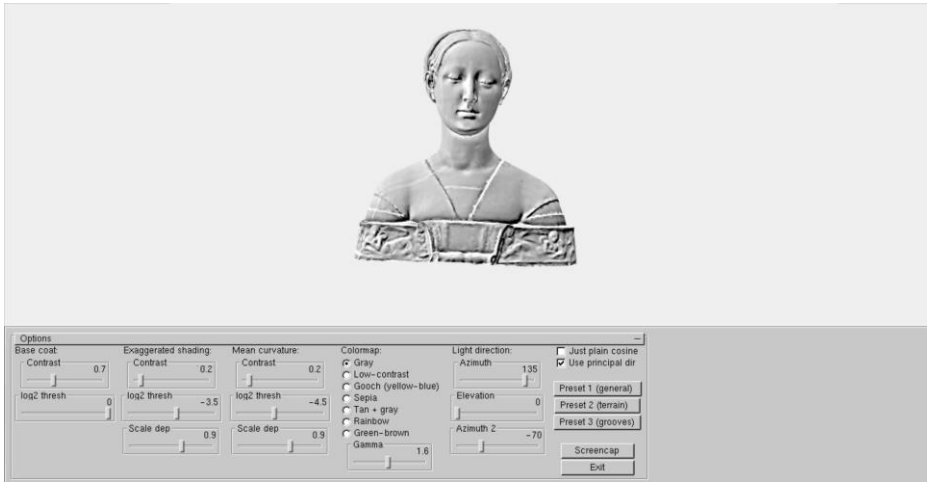 Options
Base coat:
Contrast
0.7
log2 thresh
0
Exaggerated shading:
Contrast
0.2
log2 thresh
-3.5
Scale dep
0.9
Mean curvature:
Contrast
0.2
log2 thresh
-4.5
Scale dep
0.9
Colormap:
Gray
Low-contrast
Gooch (yellow-blue)
Sepia
Tan + gray
Rainbow
Green-brown
Gamma
1.6
Light direction:
Azimuth
135
Elevation
0
Azimuth 2
-70
Just plain cosine
Use principal dir
Preset 1 (general)
Preset 2 (terrain)
Preset 3 (grooves)
Screencap
Exit